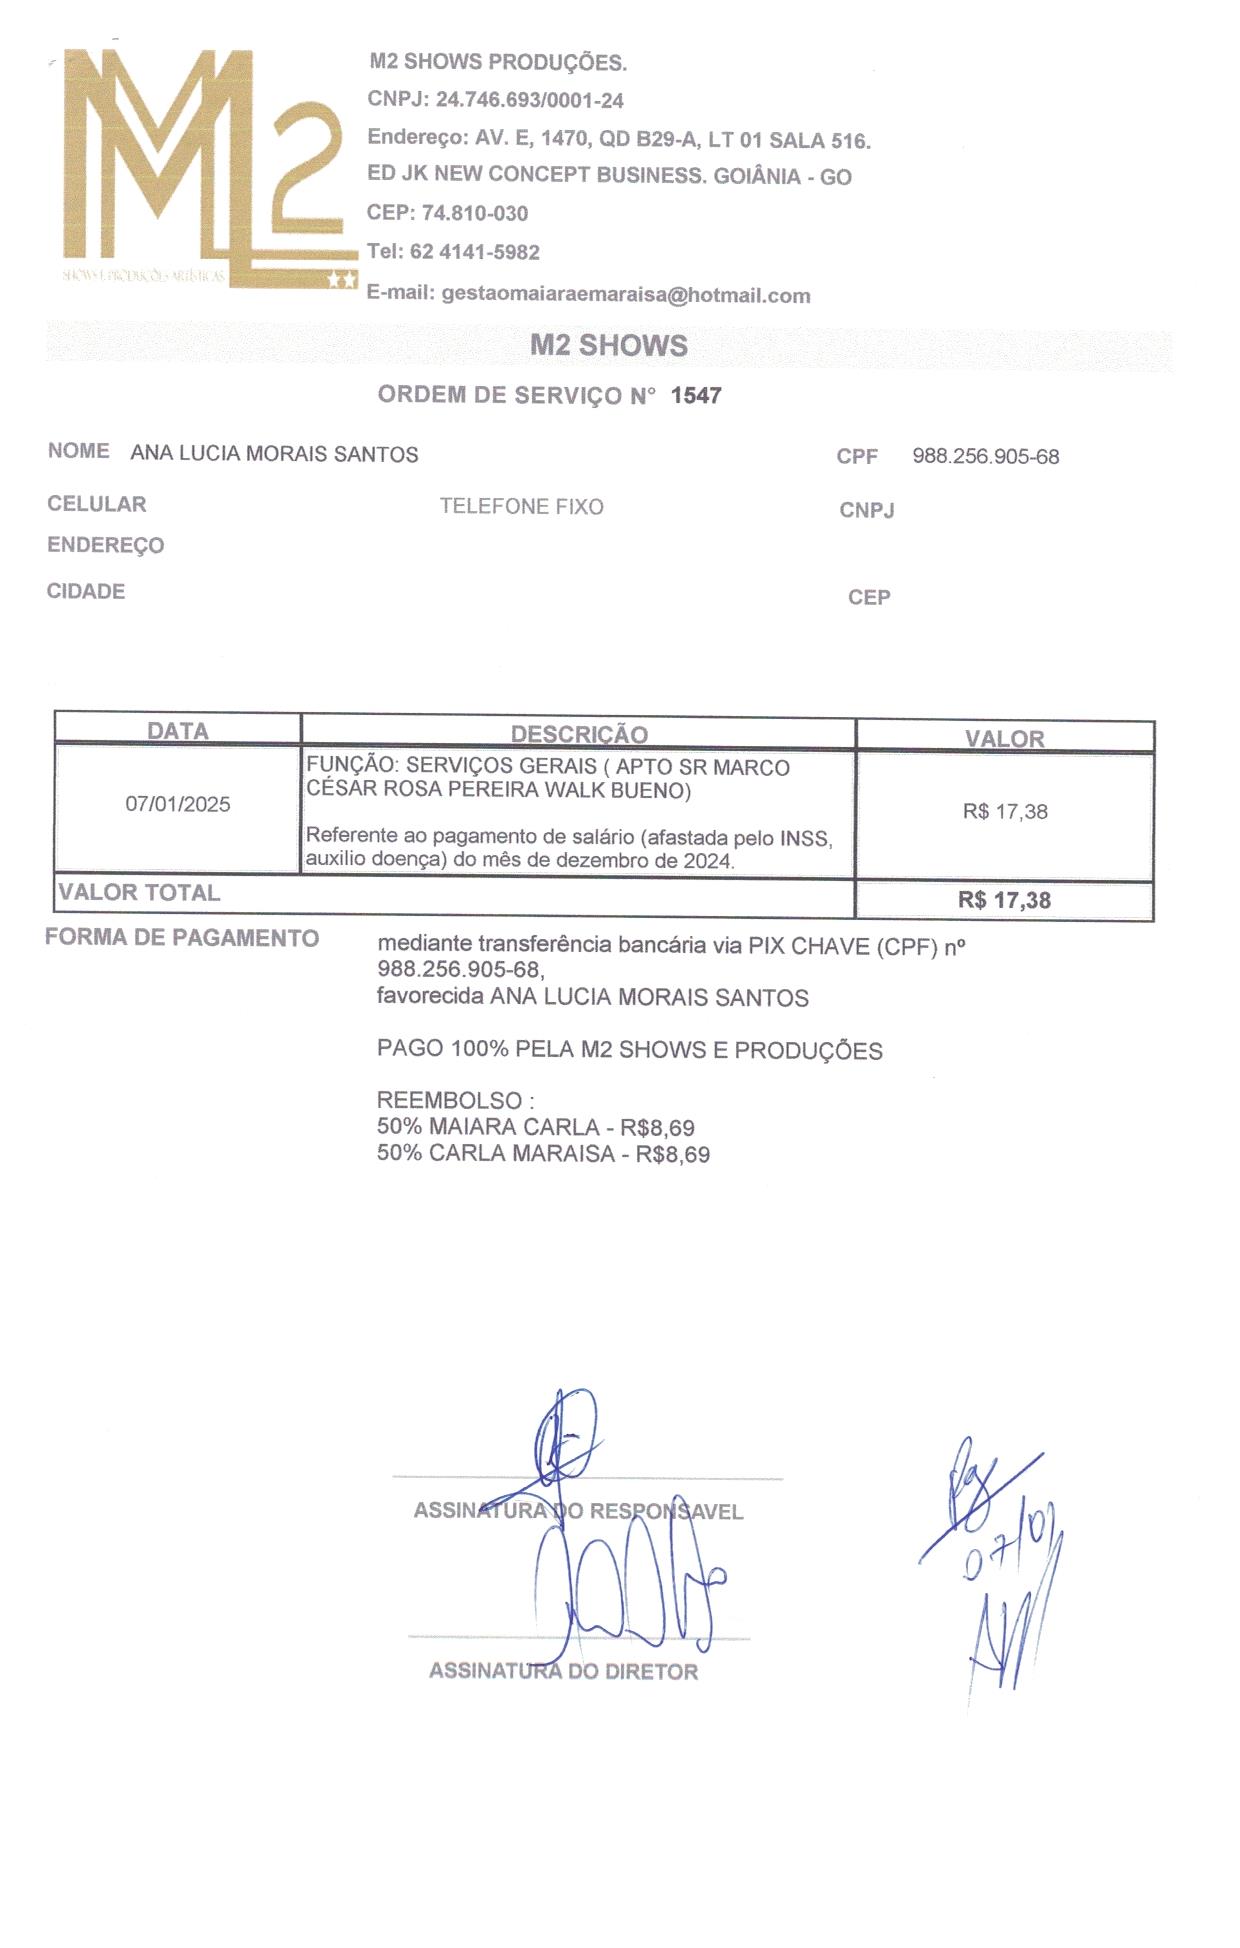 M2
SHOWS E PRODUÇÕES ARTÍSTICAS
M2 SHOWS PRODUÇÕES.
CNPJ: 24.746.693/0001-24
Endereço: AV. E, 1470, QD B29-A, LT 01 SALA 516.
ED JK NEW CONCEPT BUSINESS. GOIÂNIA - GO
CEP: 74.810-030
Tel: 62 4141-5982
E-mail: gestaomaiaraemaraisa@hotmail.com
M2 SHOWS
ORDEM DE SERVIÇO N° 1547
NOME ANA LUCIA MORAIS SANTOS CPF 988.256.905-68
CELULAR TELEFONE FIXO CNPJ
ENDEREÇO
CIDADE CEP
DATA DESCRIÇÃO VALOR
FUNÇÃO: SERVIÇOS GERAIS ( APTO SR MARCO
CÉSAR ROSA PEREIRA WALK BUENO)
07/01/2025 R$ 17,38
Referente ao pagamento de salário (afastada pelo INSS,
auxilio doença) do mês de dezembro de 2024.
VALOR TOTAL R$ 17,38
FORMA DE PAGAMENTO mediante transferência bancária via PIX CHAVE (CPF) nº
988.256.905-68,
favorecida ANA LUCIA MORAIS SANTOS
PAGO 100% PELA M2 SHOWS E PRODUÇÕES
REEMBOLSO :
50% MAIARA CARLA - R$8,69
50% CARLA MARAISA - R$8,69
ASSINATURA DO RESPONSAVEL
Pg
07/01
ASSINATURA DO DIRETOR